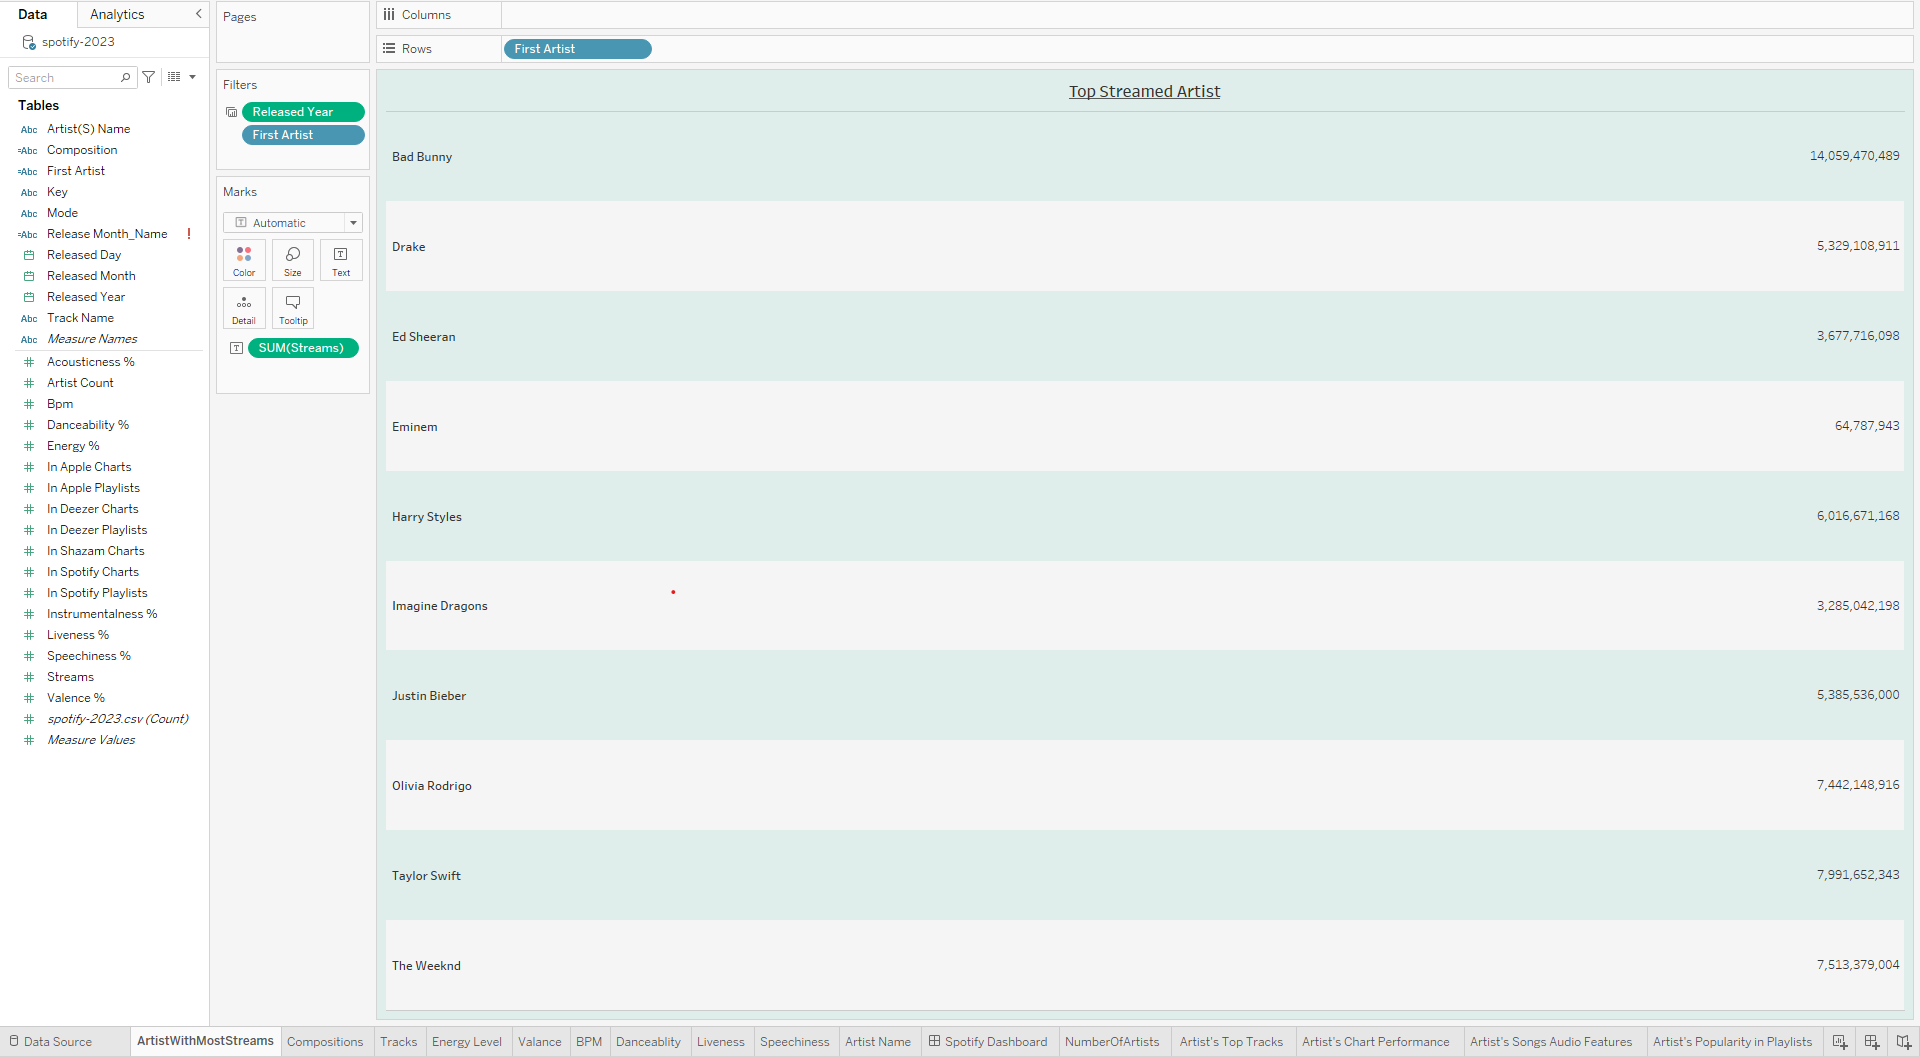 Data
Analytics
spotify-2023
Search
Tables
Abc Artist(S) Name
=Abc Composition
=Abc First Artist
Abc Key
Abc Mode
=Abc Release Month_Name !
Released Day
Released Month
Released Year
Abc Track Name
Abc Measure Names
# Acousticness %
# Artist Count
# Bpm
# Danceability %
# Energy %
# In Apple Charts
# In Apple Playlists
# In Deezer Charts
# In Deezer Playlists
# In Shazam Charts
# In Spotify Charts
# In Spotify Playlists
# Instrumentalness %
# Liveness %
# Speechiness %
# Streams
# Valence %
# spotify-2023.csv (Count)
# Measure Values
Pages
Filters
Released Year
First Artist
Marks
T Automatic
Color Size T Text
Detail Tooltip
T SUM(Streams)
Columns
Rows First Artist
Top Streamed Artist
Bad Bunny 14,059,470,489
Drake 5,329,108,911
Ed Sheeran 3,677,716,098
Eminem 64,787,943
Harry Styles 6,016,671,168
Imagine Dragons 3,285,042,198
Justin Bieber 5,385,536,000
Olivia Rodrigo 7,442,148,916
Taylor Swift 7,991,652,343
The Weeknd 7,513,379,004
Data Source ArtistWithMostStreams Compositions Tracks Energy Level Valance BPM Danceablity Liveness Speechiness Artist Name Spotify Dashboard NumberOfArtists Artist's Top Tracks Artist's Chart Performance Artist's Songs Audio Features Artist's Popularity in Playlists